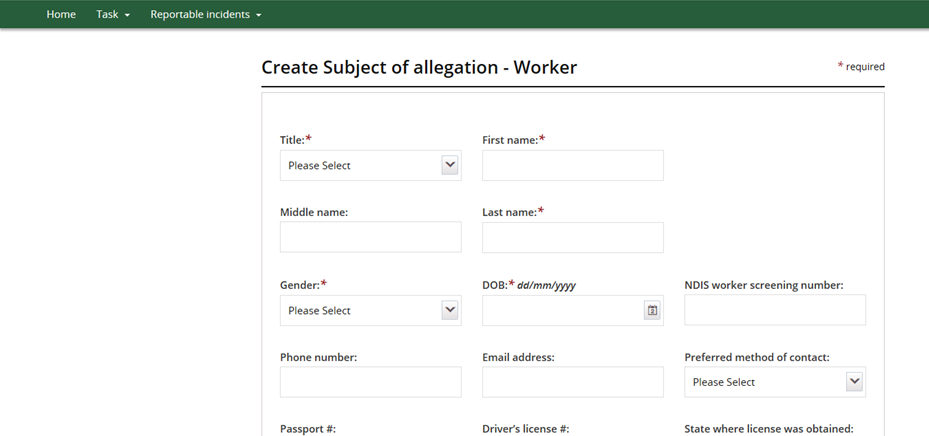 Home Task Reportable incidents
Create Subject of allegation - Worker * required
Title:* First name:*
Please Select
Middle name: Last name:*
Gender:* DOB:* dd/mm/yyyy NDIS worker screening number:
Please Select
Phone number: Email address: Preferred method of contact:
Please Select
Passport #: Driver's license #: State where license was obtained: